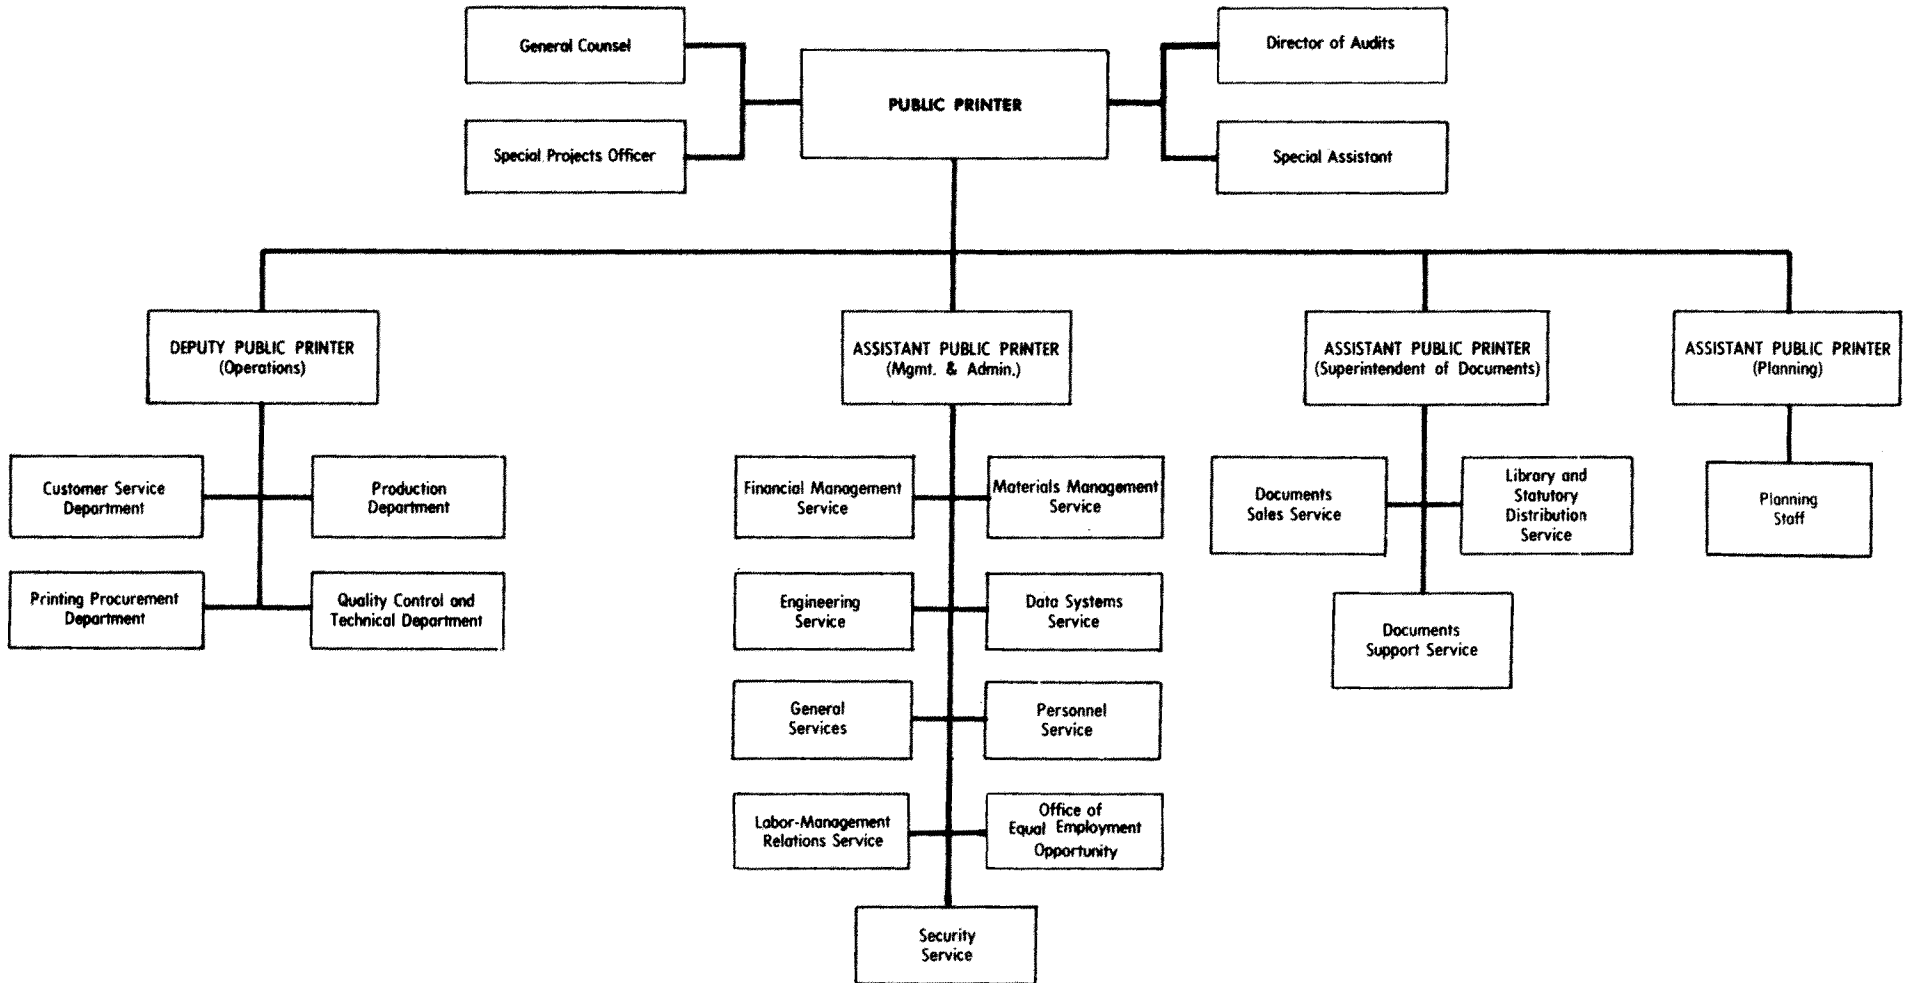 General Counsel
Director of Audits
PUBLIC PRINTER
Special Projects Officer
Special Assistant
DEPUTY PUBLIC PRINTER
(Operations)
ASSISTANT PUBLIC PRINTER
(Mgmt. & Admin.)
ASSISTANT PUBLIC PRINTER
(Superintendent of Documents)
ASSISTANT PUBLIC PRINTER
(Planning)
Customer Service
Department
Production
Department
Printing Procurement
Department
Quality Control and
Technical Department
Financial Management
Service
Materials Management
Service
Engineering
Service
Data Systems
Service
General
Services
Personnel
Service
Labor-Management
Relations Service
Office of
Equal Employment
Opportunity
Security
Service
Documents
Sales Service
Library and
Statutory
Distribution
Service
Documents
Support Service
Planning
Staff